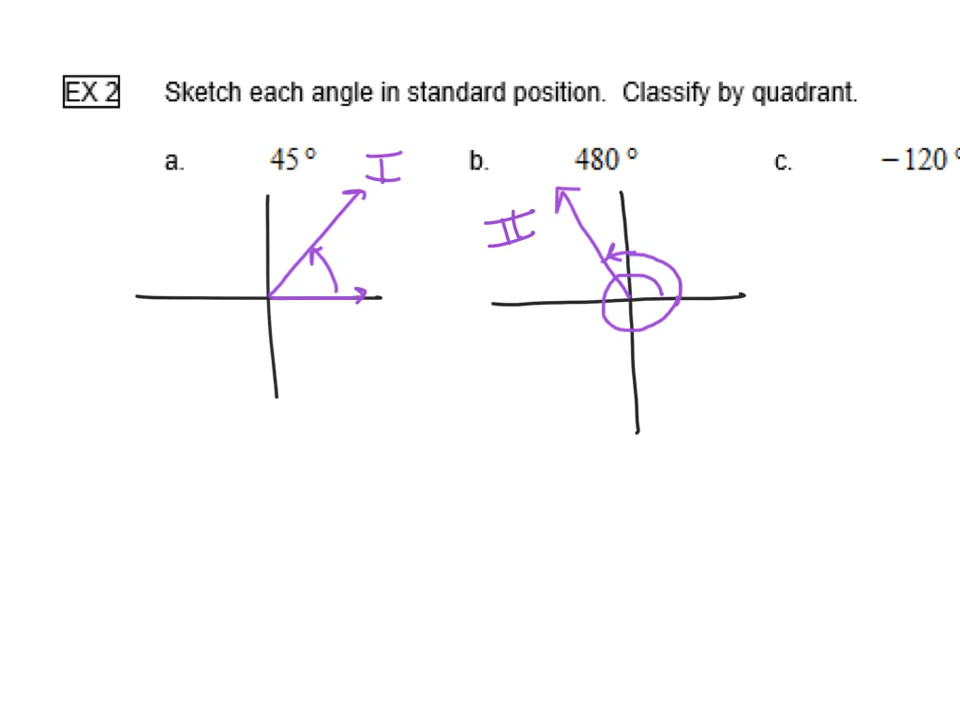 EX 2 Sketch each angle in standard position. Classify by quadrant.
a. 45° b. 480° c. −120°
I
II